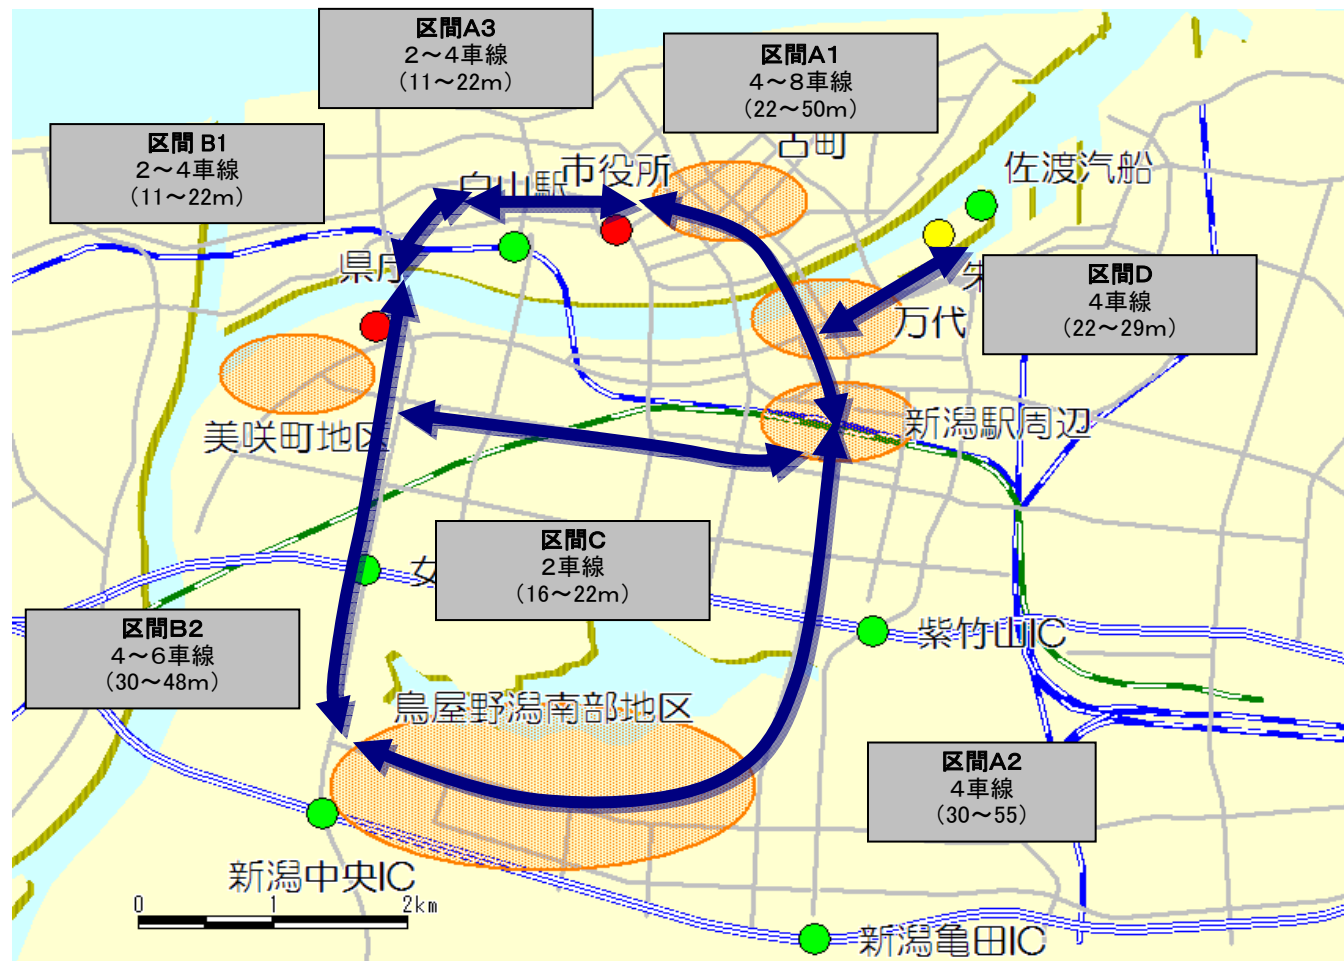 区間A3
2～4車線
(11～22m)
区間A1
4～8車線
(22～50m)
区間 B1
2～4車線
(11～22m)
古町
市役所
白山駅
佐渡汽船
県庁
朱
区間D
4車線
(22～29m)
万代
新潟駅周辺
美咲町地区
区間C
2車線
(16～22m)
女
紫竹山IC
区間B2
4～6車線
(30～48m)
鳥屋野潟南部地区
区間A2
4車線
(30～55)
新潟中央IC
0 1 2km
新潟亀田IC